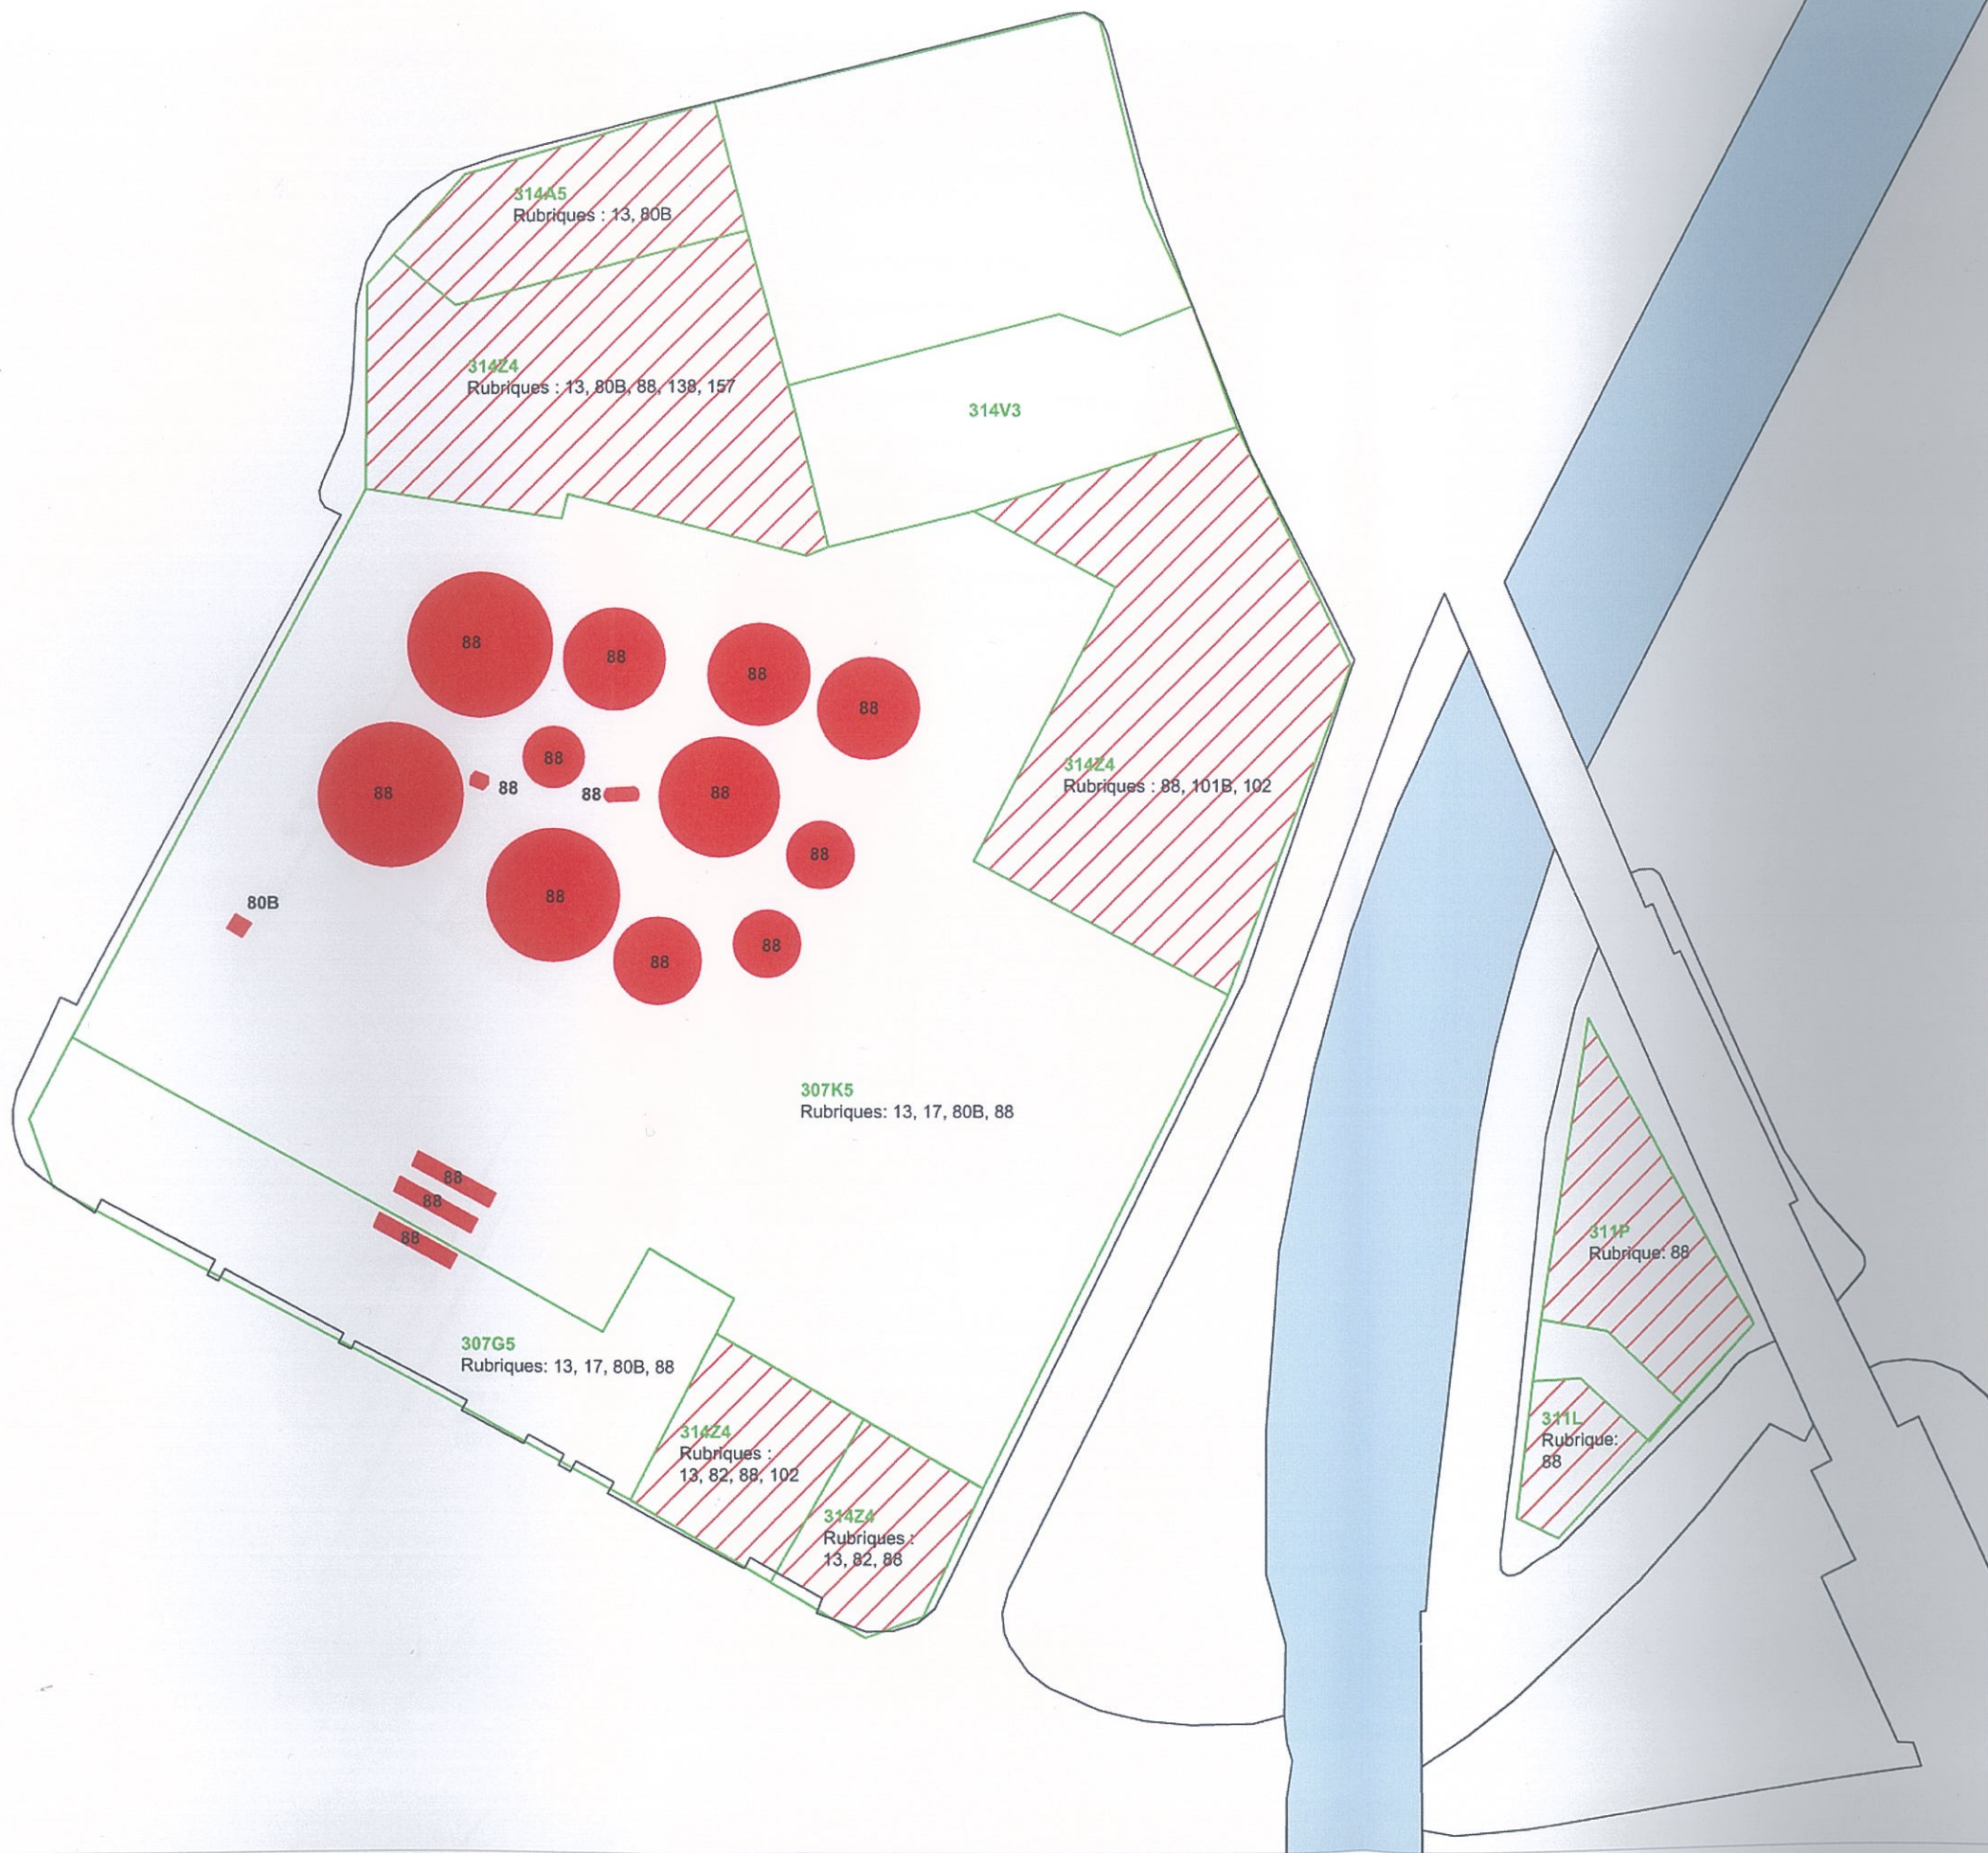 314A5
Rubriques : 13, 80B
314Z4
Rubriques : 13, 80B, 88, 138, 157
314V3
88
88
88
88
88
88
88
88
88
314Z4
Rubriques : 88, 101B, 102
88
88
80B
88
88
307K5
Rubriques: 13, 17, 80B, 88
88
88
88
311P
Rubrique: 88
307G5
Rubriques: 13, 17, 80B, 88
311L
Rubrique:
88
314Z4
Rubriques :
13, 82, 88, 102
314Z4
Rubriques :
13, 82, 88